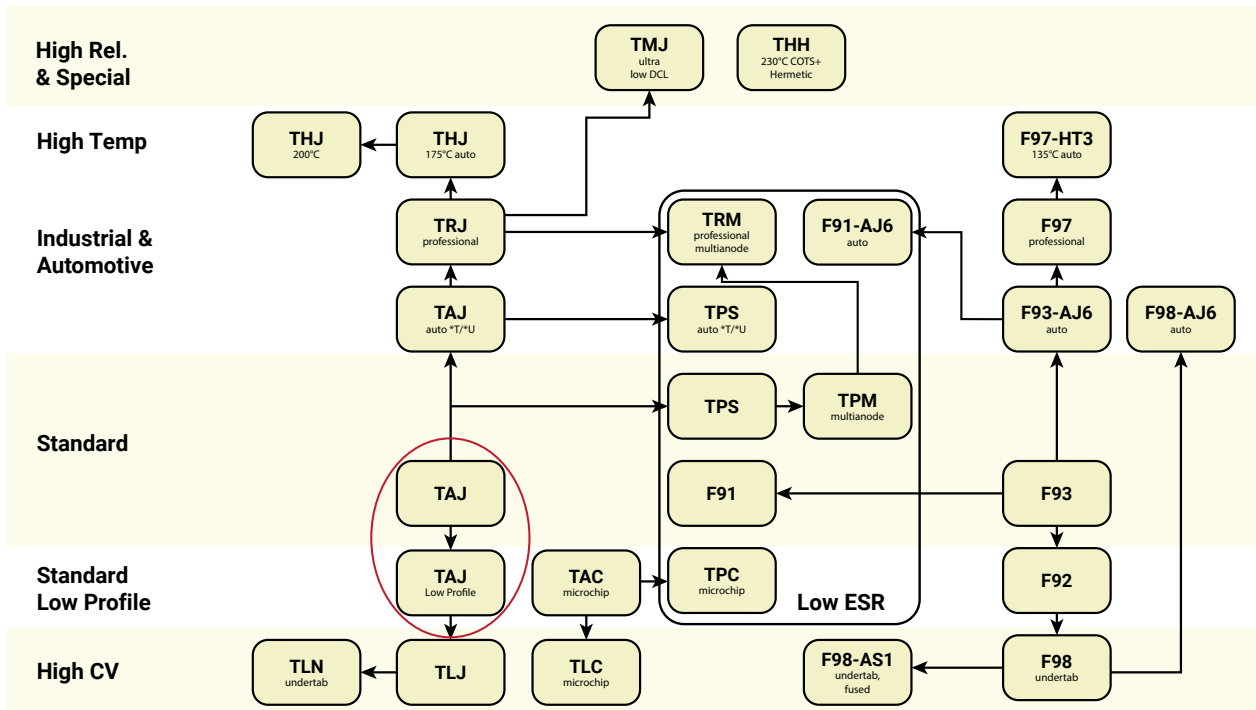 High Rel.
& Special
TMJ
ultra
low DCL
THH
230°C COTS+
Hermetic
High Temp
THJ
200°C
THJ
175°C auto
F97-HT3
135°C auto
Industrial &
Automotive
TRJ
professional
TRM
professional
multianode
F91-AJ6
auto
F97
professional
TAJ
auto *T/*U
TPS
auto *T/*U
F93-AJ6
auto
F98-AJ6
auto
Standard
TPS
TPM
multianode
TAJ
F91
F93
Standard
Low Profile
TAJ
Low Profile
TAC
microchip
TPC
microchip
Low ESR
F92
High CV
TLN
undertab
TLJ
TLC
microchip
F98-AS1
undertab,
fused
F98
undertab